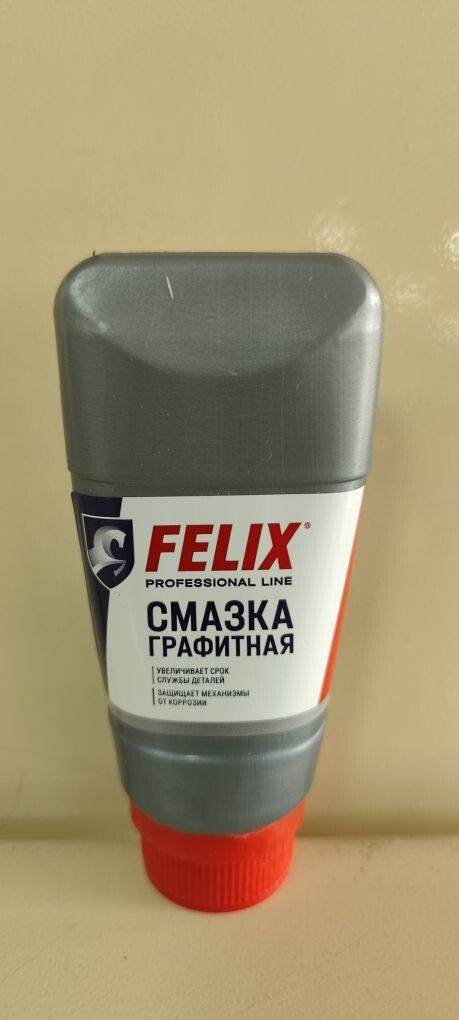 FELIX®
PROFESSIONAL LINE
СМАЗКА
ГРАФИТНАЯ
УВЕЛИЧИВАЕТ СРОК
СЛУЖБЫ ДЕТАЛЕЙ
ЗАЩИЩАЕТ МЕХАНИЗМЫ
ОТ КОРРОЗИИ